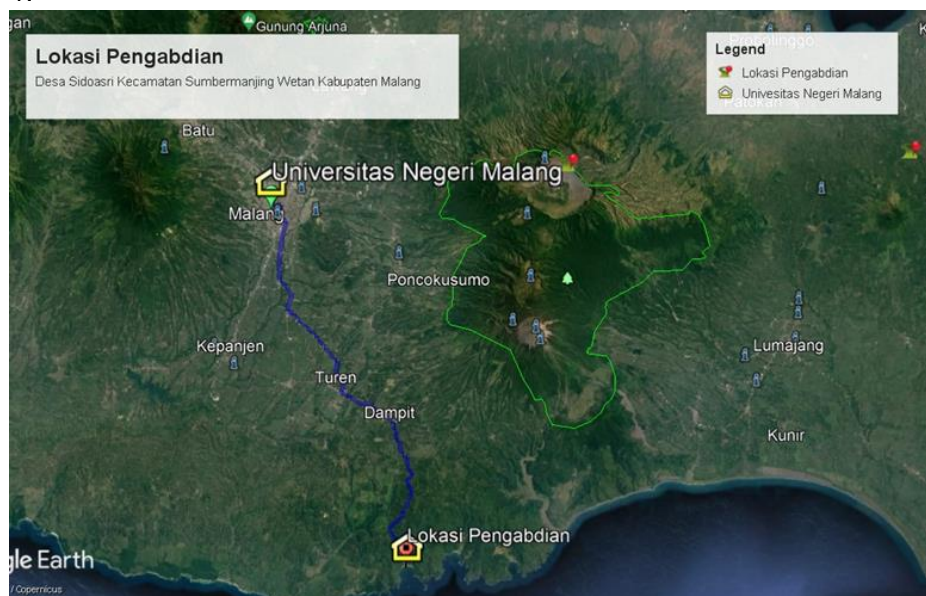 Gunung Arjuna
Lokasi Pengabdian
Desa Sidoasri Kecamatan Sumbermanjing Wetan Kabupaten Malang
Legend
Lokasi Pengabdian
Univesitas Negeri Malang
Batu
Universitas Negeri Malang
Malang
Poncokusumo
Kepanjen
Lumajang
Turen
Dampit
Kunir
Lokasi Pengabdian
gle Earth
/ Copernicus